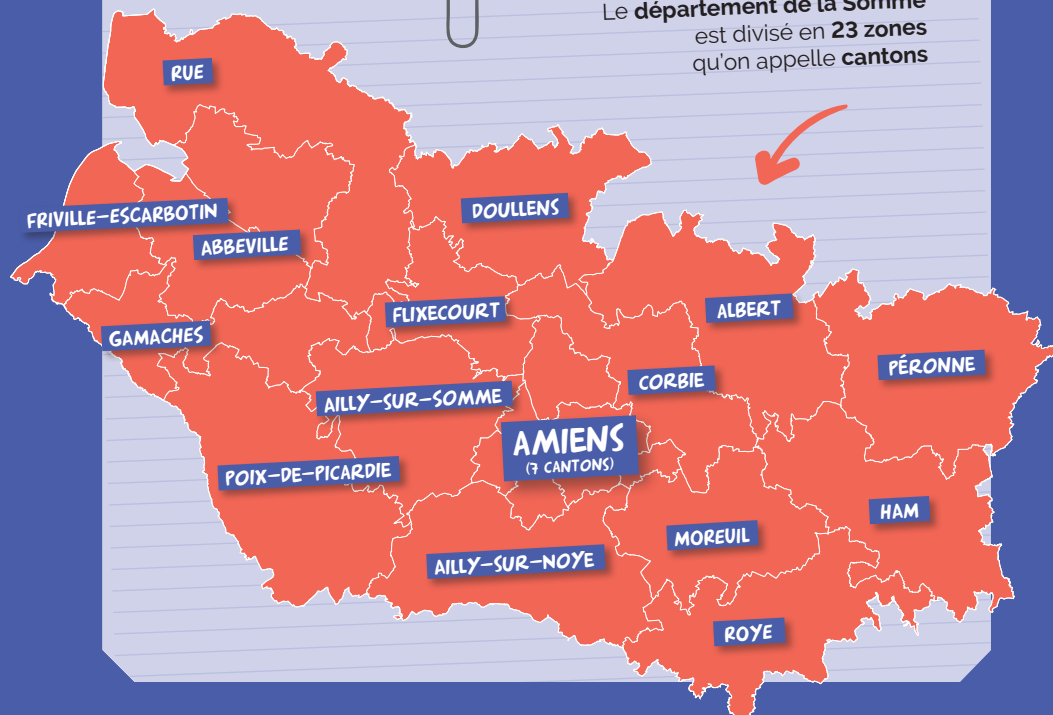 Le département de la Somme
est divisé en 23 zones
qu'on appelle cantons
RUE
FRIVILLE-ESCARBOTIN
ABBEVILLE
DOULLENS
GAMACHES
FLIXECOURT
ALBERT
PÉRONNE
CORBIE
AILLY-SUR-SOMME
AMIENS
(7 CANTONS)
POIX-DE-PICARDIE
HAM
MOREUIL
AILLY-SUR-NOYE
ROYE